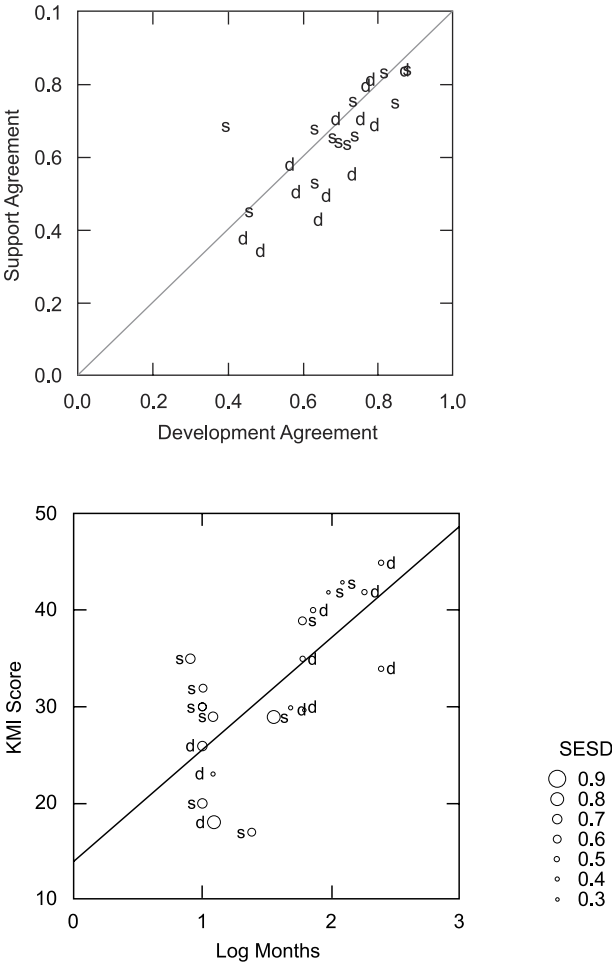 0.1
s d s
0.8 d d
s s
d d
s d s
s s s s
0.6
d
d
s
d d
s
d
0.4
d
d
0.2
0.0
Support Agreement
0.0 0.2 0.4 0.6 0.8 1.0
Development Agreement
50
d
s
s d
40 d
s
s d
d
s
30 s d d
s s
d
d
20 s
d
s
10
KMI Score
0 1 2 3
Log Months
SESD
0.9
0.8
0.7
0.6
0.5
0.4
0.3